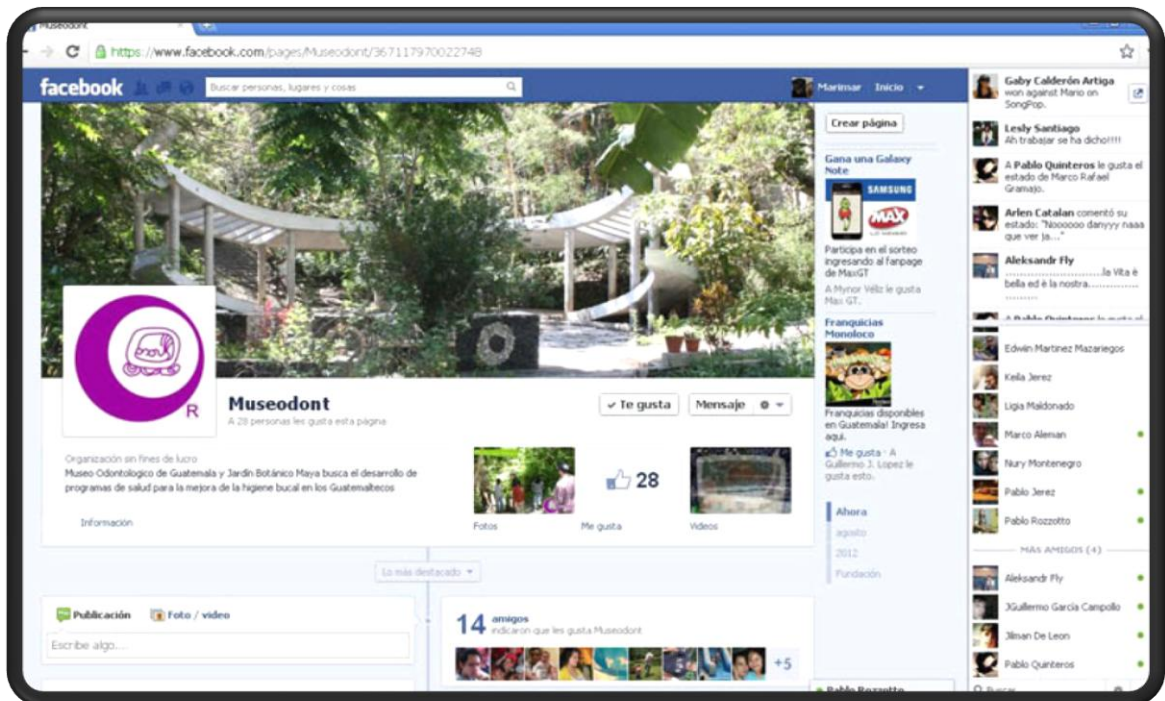 Museodont
https://www.facebook.com/pages/Museodont/367117970022748
facebook
Buscar personas, lugares y cosas
Marimar Inicio
R
Museodont
A 28 personas les gusta esta página
Te gusta
Mensaje
Organización sin fines de lucro
Museo Odontologico de Guatemala y Jardín Botánico Maya busca el desarrollo de
programas de salud para la mejora de la higiene bucal en los Guatemaltecos
Información
Fotos
28
Me gusta
Videos
Lo más destacado
Publicación
Foto / video
Escribe algo...
14 amigos
indicaron que les gusta Museodont
+5
Crear página
Gana una Galaxy
Note
SAMSUNG
MAX
Participa en el sorteo
ingresando al fanpage
de MaxGT
A Mynor Véliz le gusta
Max GT.
Franquicias
Monoloco
Franquicias disponibles
en Guatemala! Ingresa
aquí.
Me gusta · A
Guillermo J. Lopez le
gusta esto.
Ahora
agosto
2012
Fundación
Gaby Calderón Artiga
won against Mario on
SongPop.
Lesly Santiago
Ah trabajar se ha dicho!!!!
A Pablo Quinteros le gusta el
estado de Marco Rafael
Gramajo.
Arlen Catalan comentó su
estado: "Noooooo danyyy naaa
que ver ja..."
Aleksandr Fly
............................la Vita è
bella ed è la nostra...............
..........
A Pablo Quinteros le gusta el
Edwin Martinez Mazariegos
Keila Jerez
Ligia Maldonado
Marco Aleman
Nury Montenegro
Pablo Jerez
Pablo Rozzotto
MÁS AMIGOS (4)
Aleksandr Fly
JGuillermo García Campollo
Jilman De Leon
Pablo Quinteros
Pablo Rozzotto
Buscar